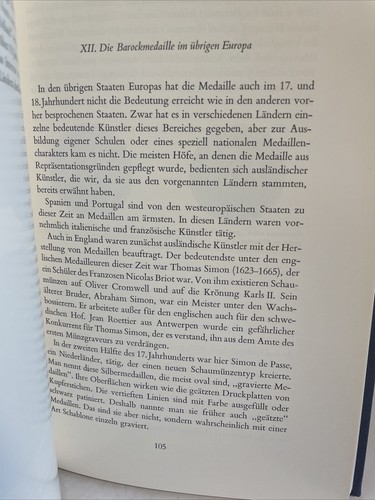 XII. Die Barockmedaille im übrigen Europa
In den übrigen Staaten Europas hat die Medaille auch im 17. und
18. Jahrhundert nicht die Bedeutung erreicht wie in den anderen vor-
her besprochenen Staaten. Zwar hat es in verschiedenen Ländern ein-
zelne bedeutende Künstler dieses Bereiches gegeben, aber zur Aus-
bildung eigener Schulen oder eines speziell nationalen Medaillen-
charakters kam es nicht. Die meisten Höfe, an denen die Medaille aus
Repräsentationsgründen gepflegt wurde, bedienten sich ausländischer
Künstler, die wir, da sie aus den vorgenannten Ländern stammten,
bereits erwähnt haben.
Spanien und Portugal sind von den westeuropäischen Staaten zu
dieser Zeit an Medaillen am ärmsten. In diesen Ländern waren vor-
nehmlich italienische und französische Künstler tätig.
Auch in England waren zunächst ausländische Künstler mit der Her-
stellung von Medaillen beauftragt. Der bedeutendste unter den eng-
lischen Medailleuren dieser Zeit war Thomas Simon (1623–1665), der
ein Schüler des Franzosen Nicolas Briot war. Von ihm existieren Schau-
münzen auf Oliver Cromwell und auf die Krönung Karls II. Sein
älterer Bruder, Abraham Simon, war ein Meister unter den Wachs-
bossierern. Er arbeitete außer für den englischen auch für den schwe-
dischen Hof. Jean Roettier aus Antwerpen wurde ein gefährlicher
Konkurrent für Thomas Simon, der es verstand, ihn aus dem Amte des
ersten Münzgraveurs zu verdrängen.
In der zweiten Hälfte des 17. Jahrhunderts war hier Simon de Passe,
ein Niederländer, tätig, der einen neuen Schaumünzentyp kreierte.
Man nennt diese Silbermedaillen, die meist oval sind, „gravierte Me-
daillen“. Ihre Oberflächen wirken wie die geätzten Druckplatten von
Kupferstichen. Die vertieften Linien sind mit Farbe ausgefüllt oder
schwarz patiniert. Deshalb nannte man sie früher auch „geätzte“
Medaillen. Das sind sie aber nicht, sondern wahrscheinlich mit einer
Art Schablone einzeln graviert.
105